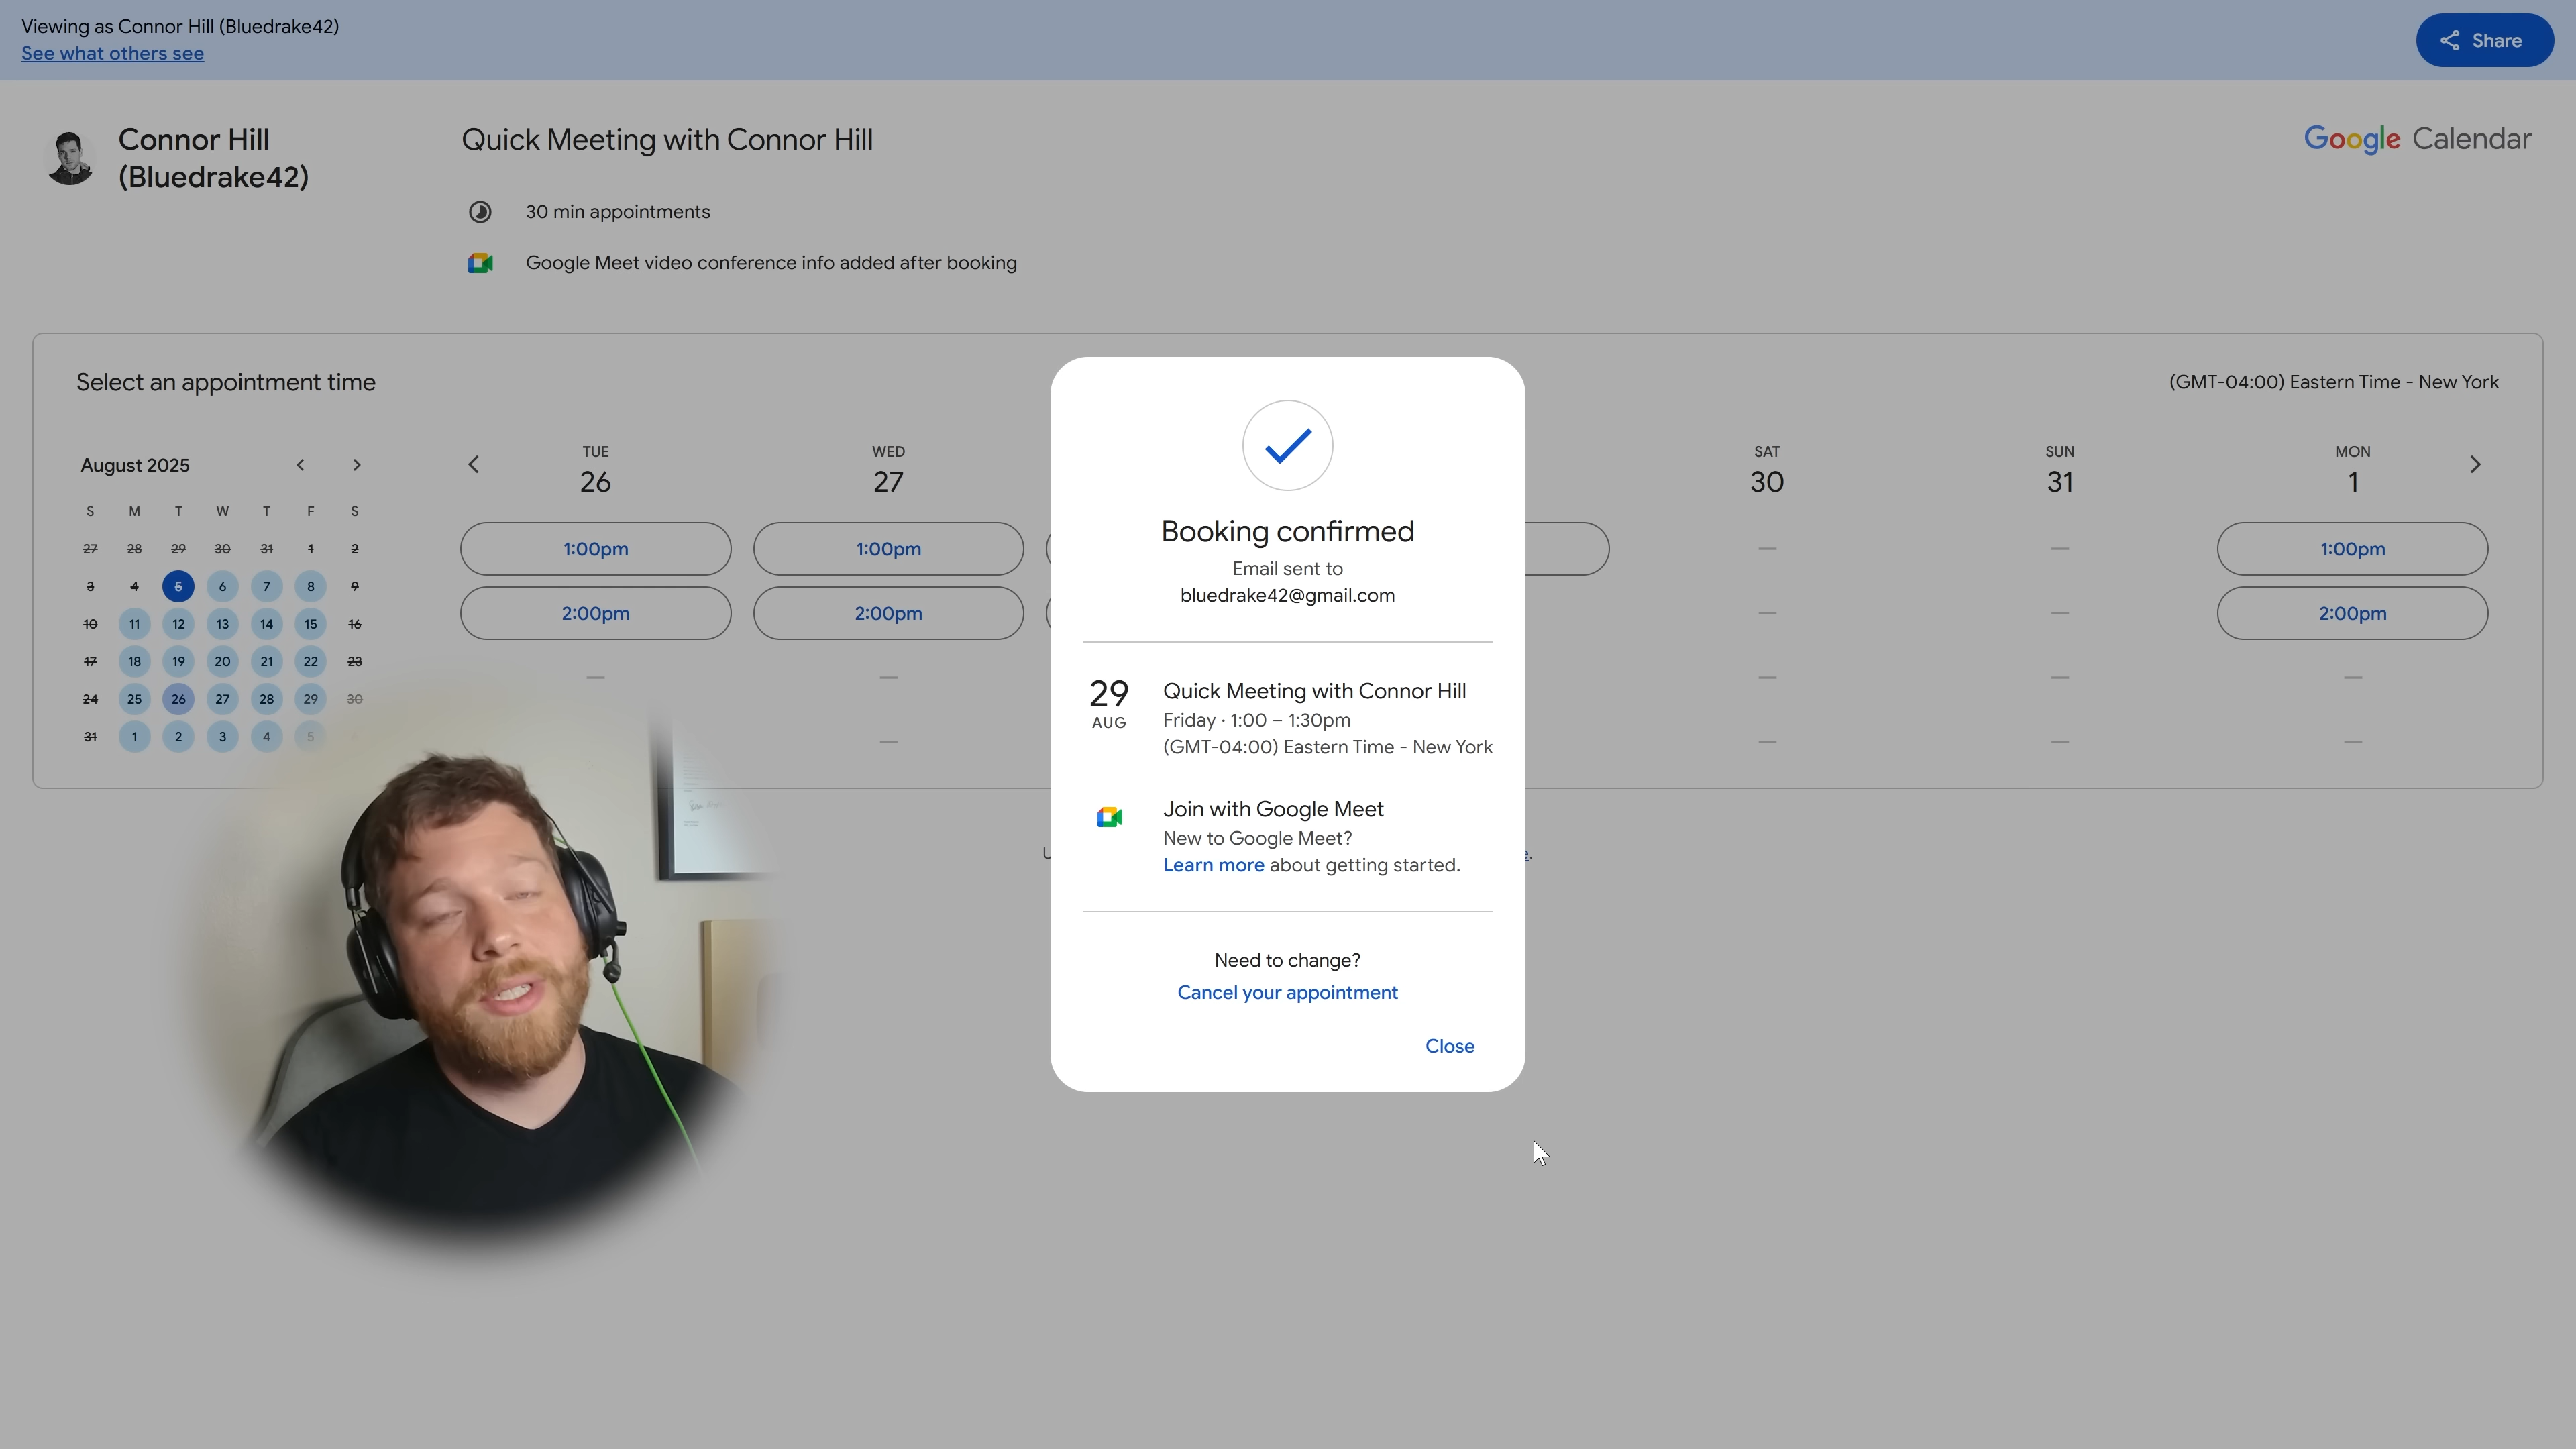 Viewing as Connor Hill (Bluedrake42)
See what others see
Share
Connor Hill
(Bluedrake42)
Quick Meeting with Connor Hill
30 min appointments
Google Meet video conference info added after booking
Google Calendar
Select an appointment time
(GMT-04:00) Eastern Time - New York
August 2025
S M T W T F S
27 28 29 30 31 1 2
3 4 5 6 7 8 9
10 11 12 13 14 15 16
17 18 19 20 21 22 23
24 25 26 27 28 29 30
31 1 2 3 4 5
TUE
26
1:00pm
2:00pm
—
WED
27
1:00pm
2:00pm
—
—
SAT
30
—
—
—
—
SUN
31
—
—
—
—
MON
1
1:00pm
2:00pm
—
—
Booking confirmed
Email sent to
bluedrake42@gmail.com
29
AUG
Quick Meeting with Connor Hill
Friday · 1:00 – 1:30pm
(GMT-04:00) Eastern Time - New York
Join with Google Meet
New to Google Meet?
Learn more about getting started.
Need to change?
Cancel your appointment
Close